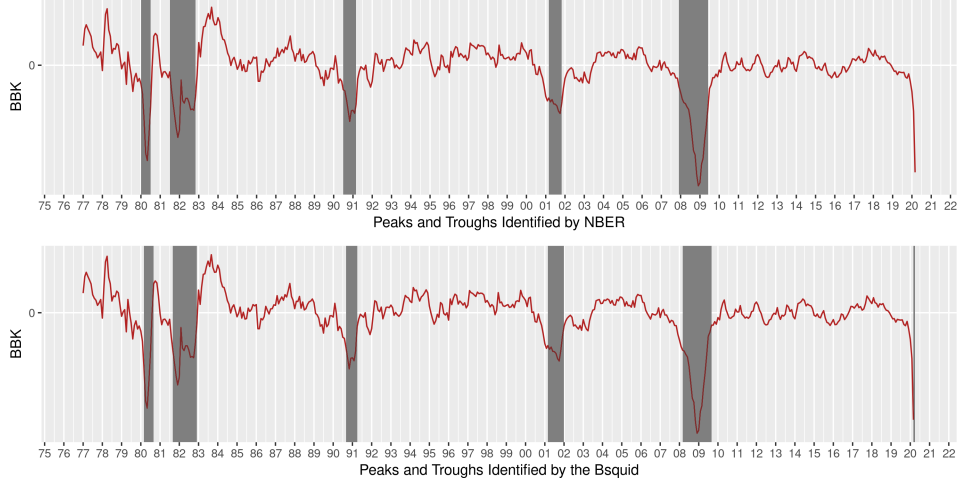 BBK
0
75 76 77 78 79 80 81 82 83 84 85 86 87 88 89 90 91 92 93 94 95 96 97 98 99 00 01 02 03 04 05 06 07 08 09 10 11 12 13 14 15 16 17 18 19 20 21 22
Peaks and Troughs Identified by NBER
BBK
0
75 76 77 78 79 80 81 82 83 84 85 86 87 88 89 90 91 92 93 94 95 96 97 98 99 00 01 02 03 04 05 06 07 08 09 10 11 12 13 14 15 16 17 18 19 20 21 22
Peaks and Troughs Identified by the Bsquid